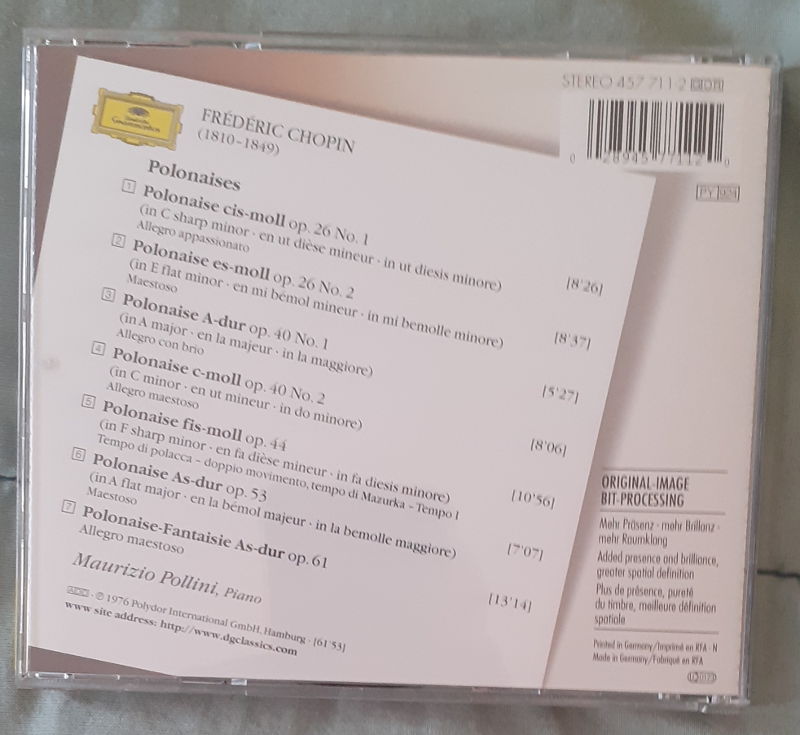 STEREO 457 711-2
Deutsche
Grammophon
FRÉDÉRIC CHOPIN
(1810–1849)
0 28945 77112 0
PY 924
Polonaises
1 Polonaise cis-moll op. 26 No. 1
(in C sharp minor · en ut dièse mineur · in ut diesis minore)
Allegro appassionato [8'26]
2 Polonaise es-moll op. 26 No. 2
(in E flat minor · en mi bémol mineur · in mi bemolle minore)
Maestoso [8'37]
3 Polonaise A-dur op. 40 No. 1
(in A major · en la majeur · in la maggiore)
Allegro con brio [5'27]
4 Polonaise c-moll op. 40 No. 2
(in C minor · en ut mineur · in do minore)
Allegro maestoso [8'06]
5 Polonaise fis-moll op. 44
(in F sharp minor · en fa dièse mineur · in fa diesis minore)
Tempo di polacca – doppio movimento, tempo di Mazurka – Tempo I [10'56]
6 Polonaise As-dur op. 53
(in A flat major · en la bémol majeur · in la bemolle maggiore)
Maestoso [7'07]
7 Polonaise-Fantaisie As-dur op. 61
Allegro maestoso [13'14]
Maurizio Pollini, Piano
ADD · ℗ 1976 Polydor International GmbH, Hamburg · [61'53]
www site address: http://www.dgclassics.com
ORIGINAL-IMAGE
BIT-PROCESSING
Mehr Präsenz · mehr Brillanz ·
mehr Raumklang
Added presence and brilliance,
greater spatial definition
Plus de présence, pureté
du timbre, meilleure définition
spatiale
Printed in Germany/Imprimé en RFA · N
Made in Germany/Fabriqué en RFA